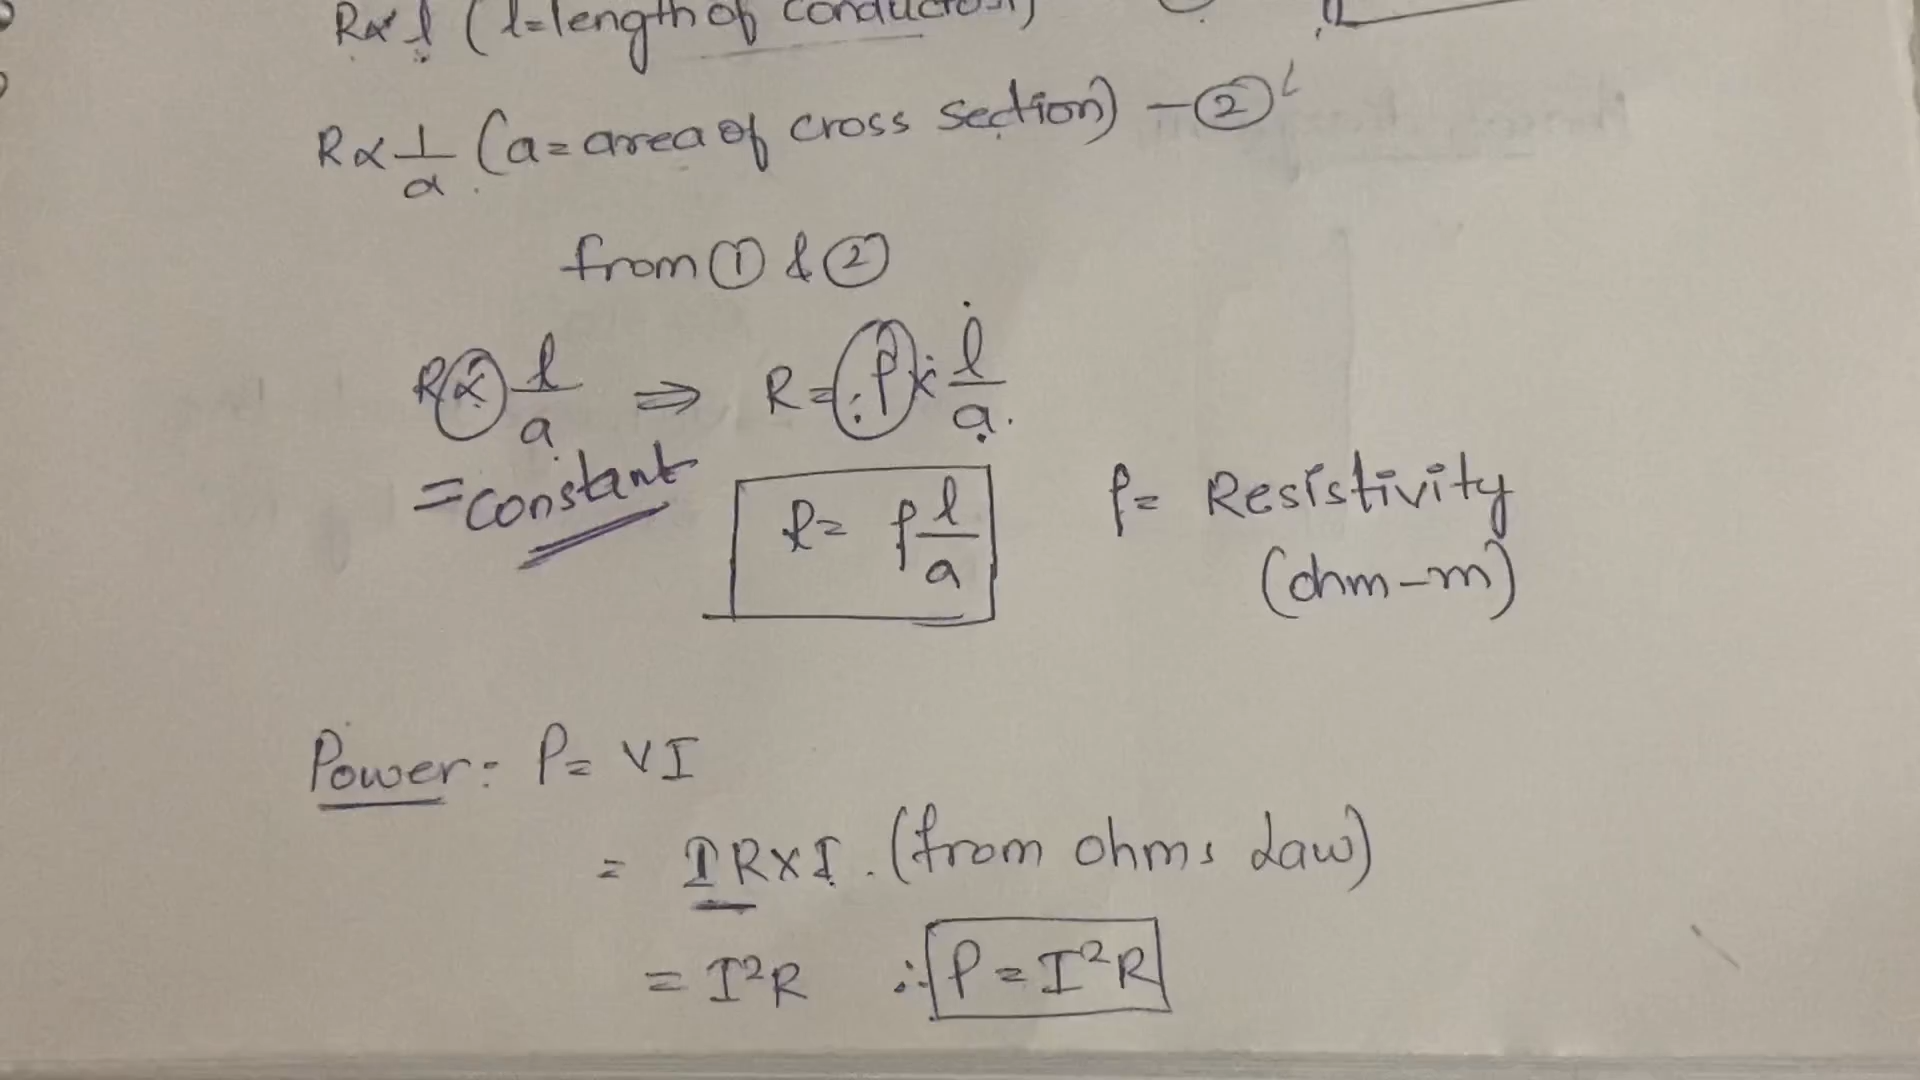 R∝ l (l=length of conductor)
R∝ 1/a (a=area of cross section) -②
from ① & ②
R∝ l/a ⇒ R= ρ× l/a.
=constant
R= ρ l/a ρ= Resistivity
(ohm-m)
Power: P= VI
= IR×I. (from ohms Law)
= I²R ∴ P=I²R